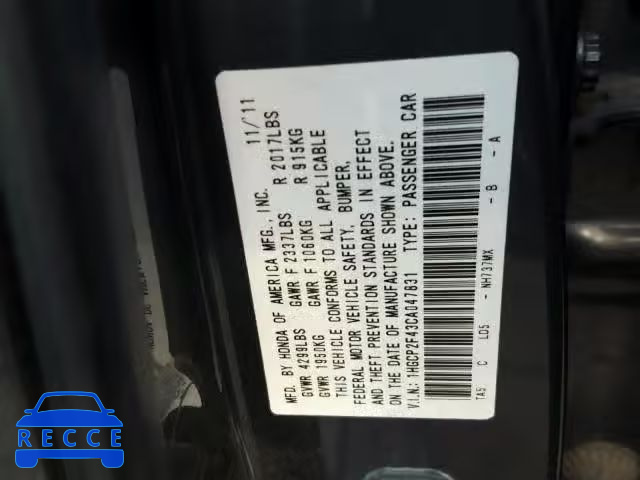 MFD. BY HONDA OF AMERICA MFG., INC. 11/11
GVWR 4299LBS GAWR F 2337LBS R 2017LBS
GVWR 1950KG GAWR F 1060KG R 915KG
THIS VEHICLE CONFORMS TO ALL APPLICABLE
FEDERAL MOTOR VEHICLE SAFETY, BUMPER,
AND THEFT PREVENTION STANDARDS IN EFFECT
ON THE DATE OF MANUFACTURE SHOWN ABOVE.
V.I.N.: 1HGCP2F43CA047831 TYPE: PASSENGER CAR
TA5 C LD5 - NH737MX - B - A
RECCE